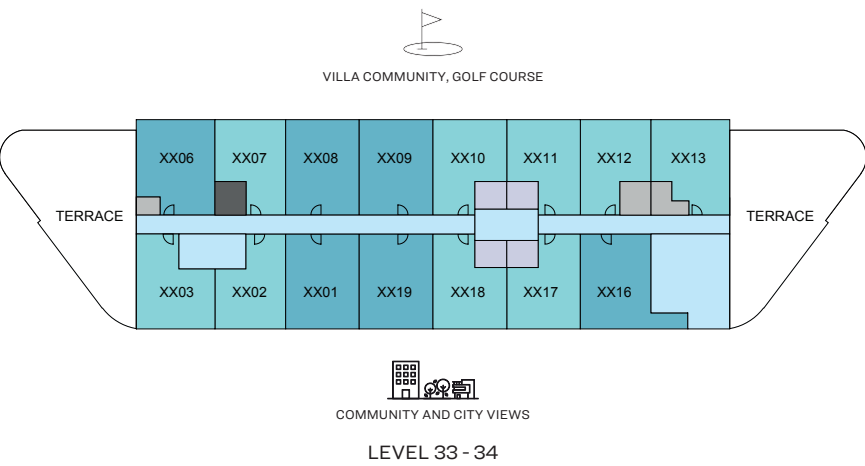 VILLA COMMUNITY, GOLF COURSE
XX06 XX07 XX08 XX09 XX10 XX11 XX12 XX13
TERRACE TERRACE
XX03 XX02 XX01 XX19 XX18 XX17 XX16
COMMUNITY AND CITY VIEWS
LEVEL 33 - 34